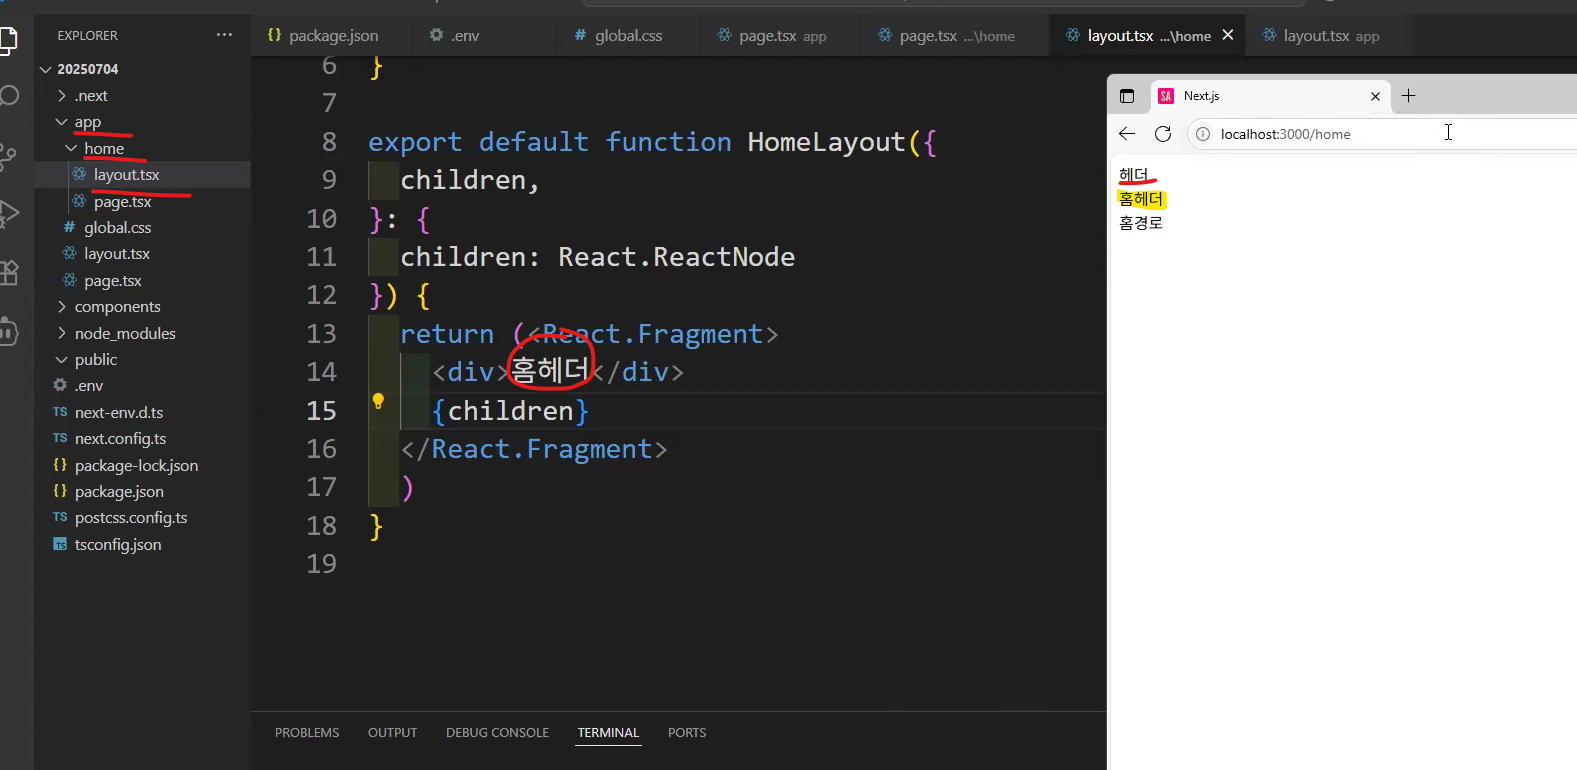 EXPLORER
20250704
.next
app
home
layout.tsx
page.tsx
global.css
layout.tsx
page.tsx
components
node_modules
public
.env
next-env.d.ts
next.config.ts
package-lock.json
package.json
postcss.config.ts
tsconfig.json
package.json
.env
global.css
page.tsx app
page.tsx ...\home
layout.tsx ...\home
layout.tsx app
6 }
7
8 export default function HomeLayout({
9 children,
10 }: {
11 children: React.ReactNode
12 }) {
13 return (<React.Fragment>
14 <div>홈헤더</div>
15 {children}
16 </React.Fragment>
17 )
18 }
19
PROBLEMS OUTPUT DEBUG CONSOLE TERMINAL PORTS
SA Next.js
localhost:3000/home
헤더
홈헤더
홈경로